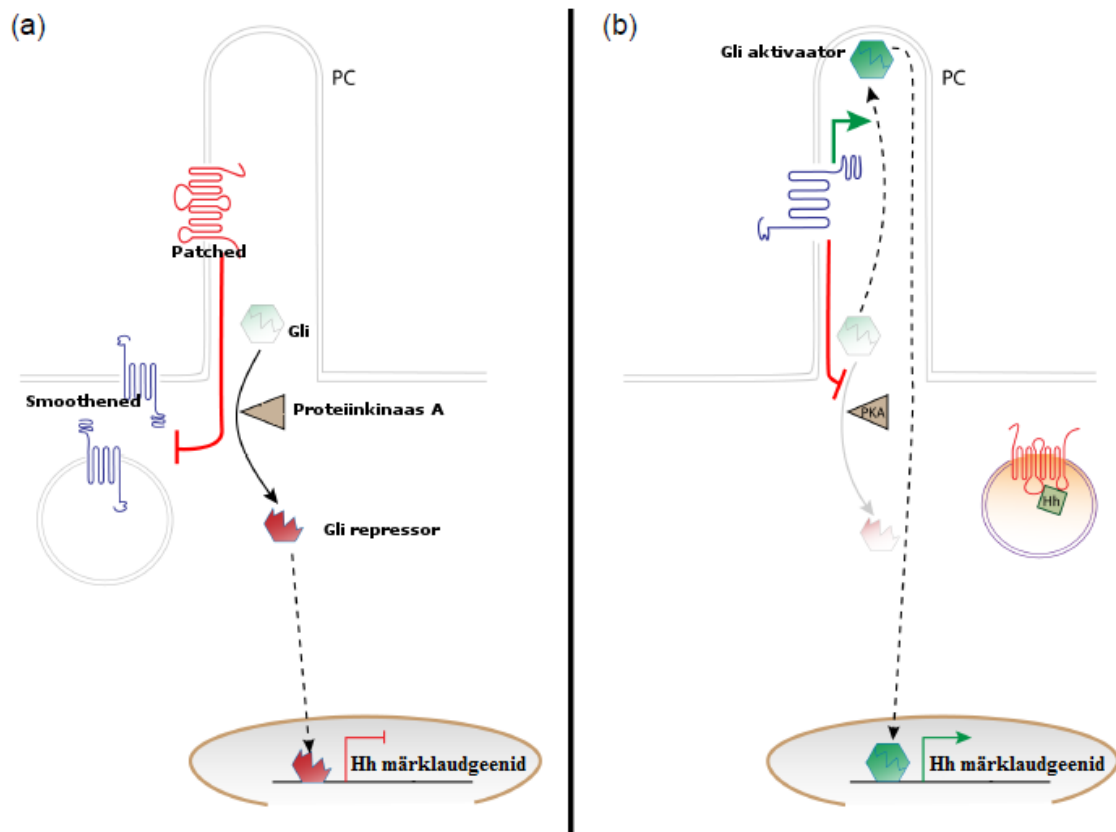 (a)
PC
Patched
Gli
Smoothened
Proteiinkinaas A
Gli repressor
Hh märklaudgeenid
(b)
Gli aktivaator
PC
PKA
Hh
Hh märklaudgeenid